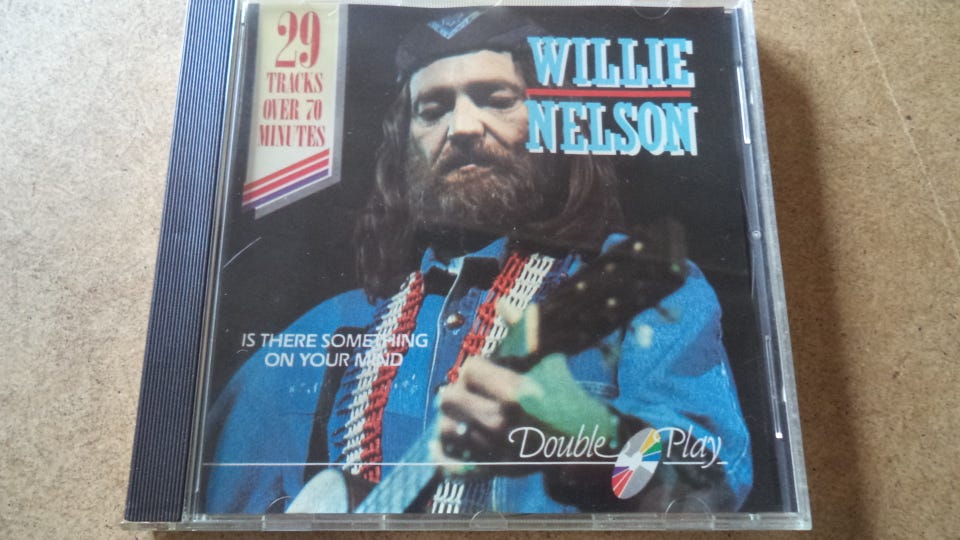 29
TRACKS
OVER 70
MINUTES
WILLIE
NELSON
IS THERE SOMETHING
ON YOUR MIND
Double Play